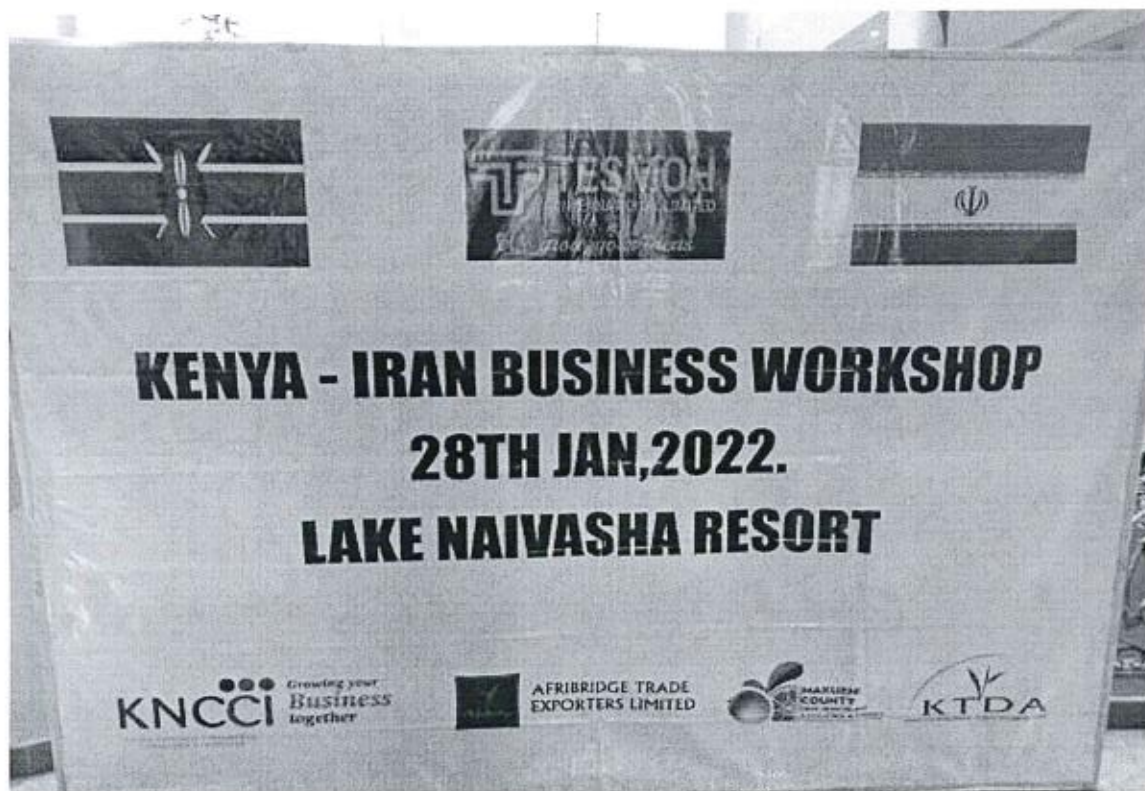 TESMOH
LIMITED
KENYA - IRAN BUSINESS WORKSHOP
28TH JAN,2022.
LAKE NAIVASHA RESORT
KNCCI
Growing your
Business
together
AFRIBRIDGE TRADE
EXPORTERS LIMITED
MAKUENI
COUNTY
KTDA